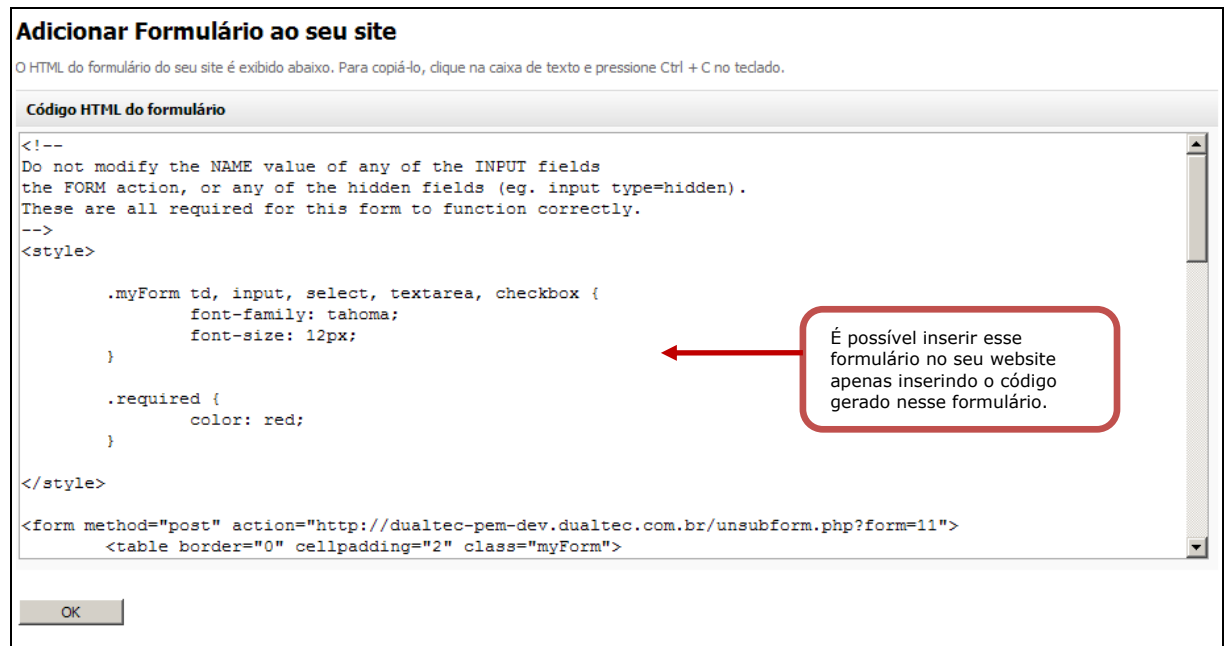 Adicionar Formulário ao seu site
O HTML do formulário do seu site é exibido abaixo. Para copiá-lo, clique na caixa de texto e pressione Ctrl + C no teclado.
Código HTML do formulário
<!--
Do not modify the NAME value of any of the INPUT fields
the FORM action, or any of the hidden fields (eg. input type=hidden).
These are all required for this form to function correctly.
-->
<style>
.myForm td, input, select, textarea, checkbox {
font-family: tahoma;
font-size: 12px;
}
.required {
color: red;
}
</style>
<form method="post" action="http://dualtec-pem-dev.dualtec.com.br/unsubform.php?form=11">
<table border="0" cellpadding="2" class="myForm">
É possível inserir esse
formulário no seu website
apenas inserindo o código
gerado nesse formulário.
OK